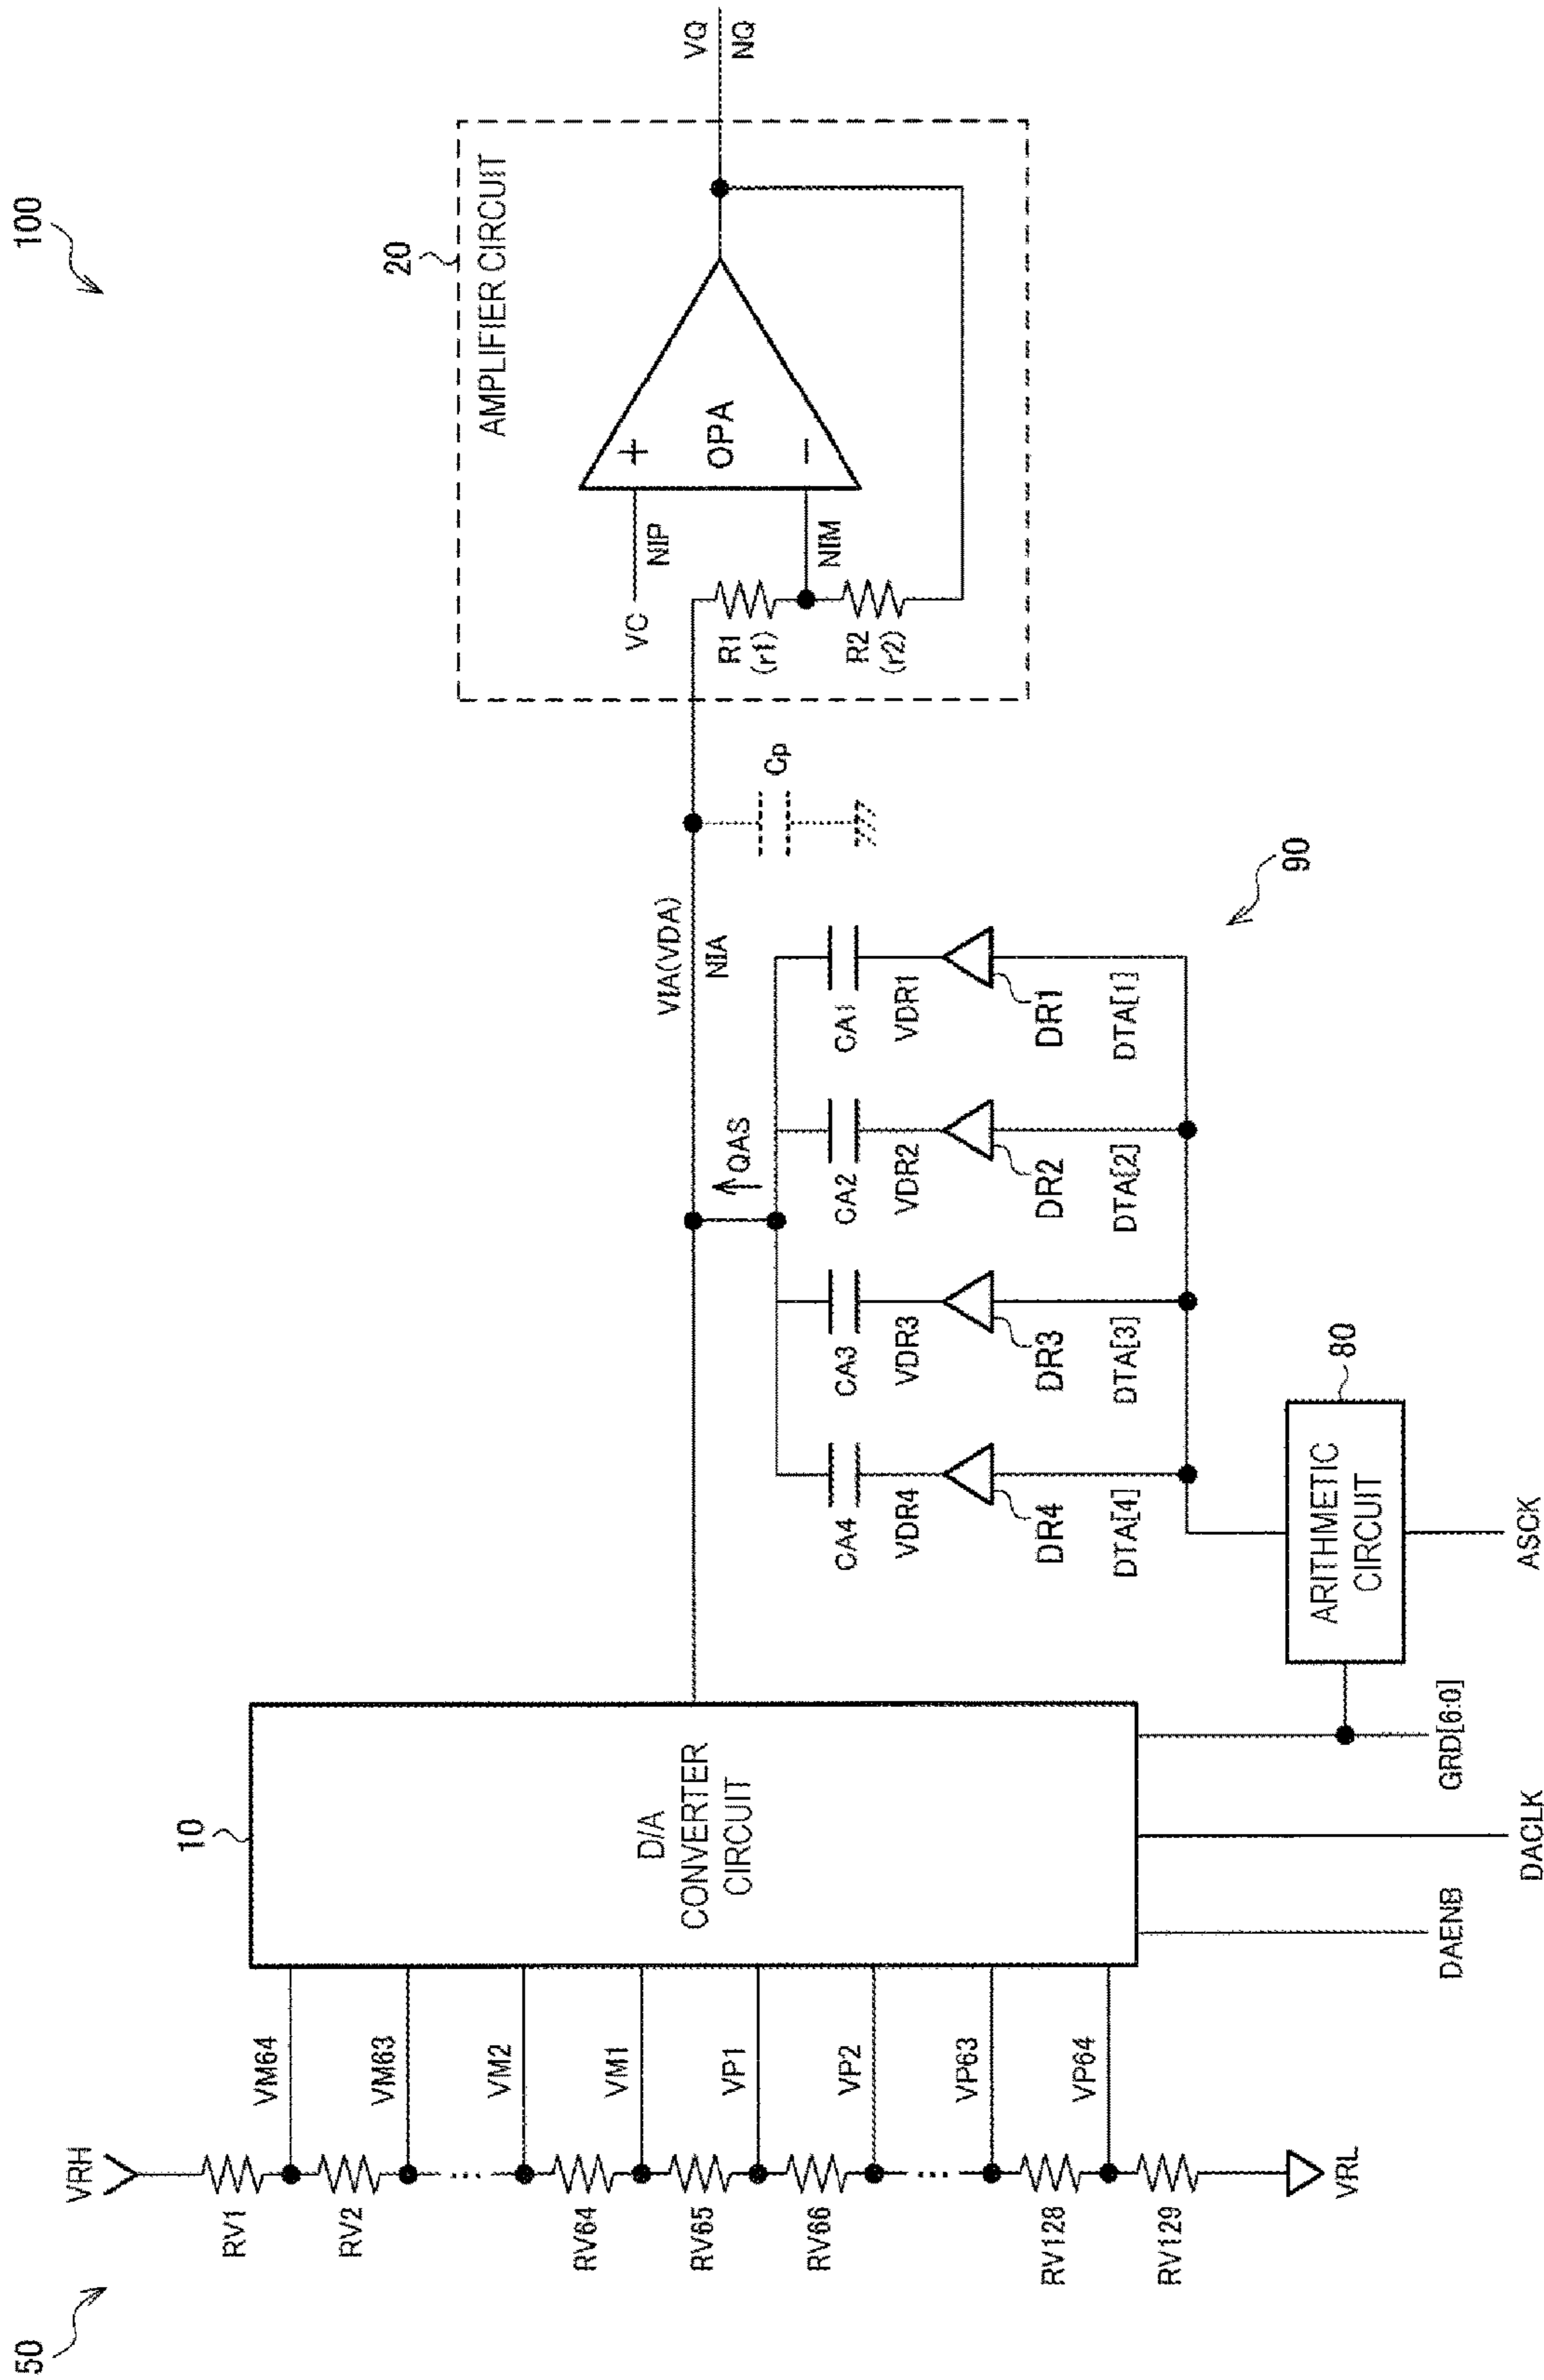 100
50
VRH
RV1
RV2
RV64
RV65
RV66
RV128
RV129
VRL
VM64
VM63
...
VM2
VM1
VP1
VP2
...
VP63
VP64
10
D/A
CONVERTER
CIRCUIT
DAENB
DACLK
GRD[6:0]
80
ARITHMETIC
CIRCUIT
ASCK
90
QAS
CA4
CA3
CA2
CA1
VDR4
VDR3
VDR2
VDR1
DR4
DR3
DR2
DR1
DTA[4]
DTA[3]
DTA[2]
DTA[1]
VIA(VDA)
NIA
Cp
20
AMPLIFIER CIRCUIT
VC
NIP
NIM
R1
(r1)
R2
(r2)
+
OPA
−
VQ
NQ